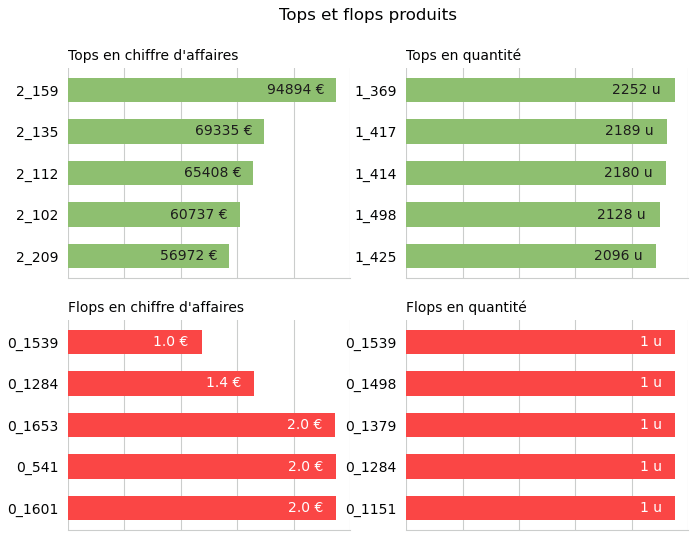 Tops et flops produits
Tops en chiffre d'affaires
2_159 94894 €
2_135 69335 €
2_112 65408 €
2_102 60737 €
2_209 56972 €
Tops en quantité
1_369 2252 u
1_417 2189 u
1_414 2180 u
1_498 2128 u
1_425 2096 u
Flops en chiffre d'affaires
0_1539 1.0 €
0_1284 1.4 €
0_1653 2.0 €
0_541 2.0 €
0_1601 2.0 €
Flops en quantité
0_1539 1 u
0_1498 1 u
0_1379 1 u
0_1284 1 u
0_1151 1 u